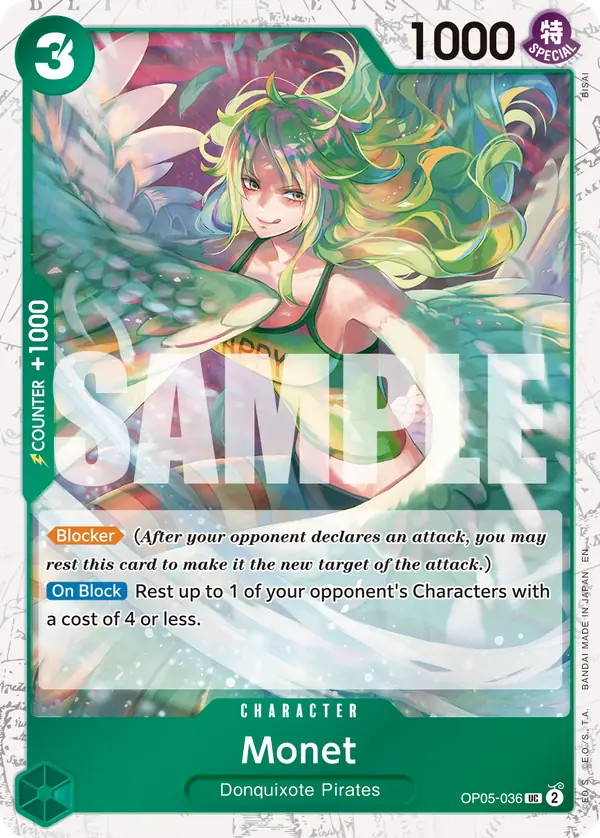 3
1000
特
SPECIAL
BISAI
COUNTER +1000
SAMPLE
Blocker (After your opponent declares an attack, you may
rest this card to make it the new target of the attack.)
On Block Rest up to 1 of your opponent's Characters with
a cost of 4 or less.
BANDAI MADE IN JAPAN EN
CHARACTER
Monet
Donquixote Pirates
OP05-036 UC 2